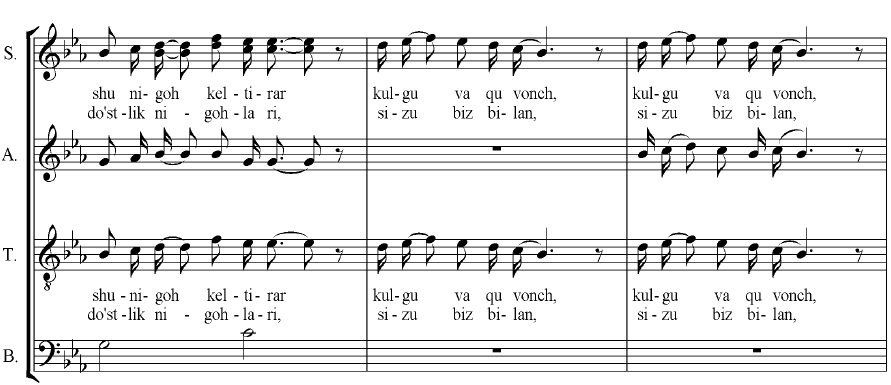 S.
shu ni- goh kel - ti - rar kul- gu va qu vonch, kul- gu va qu vonch,
do'st -lik ni - goh - la ri, si - zu biz bi- lan, si - zu biz bi- lan,
A.
T.
8
shu - ni- goh kel - ti- rar kul- gu va qu vonch, kul- gu va qu vonch,
do'st - lik ni - goh - la- ri, si - zu biz bi- lan, si - zu biz bi- lan,
B.